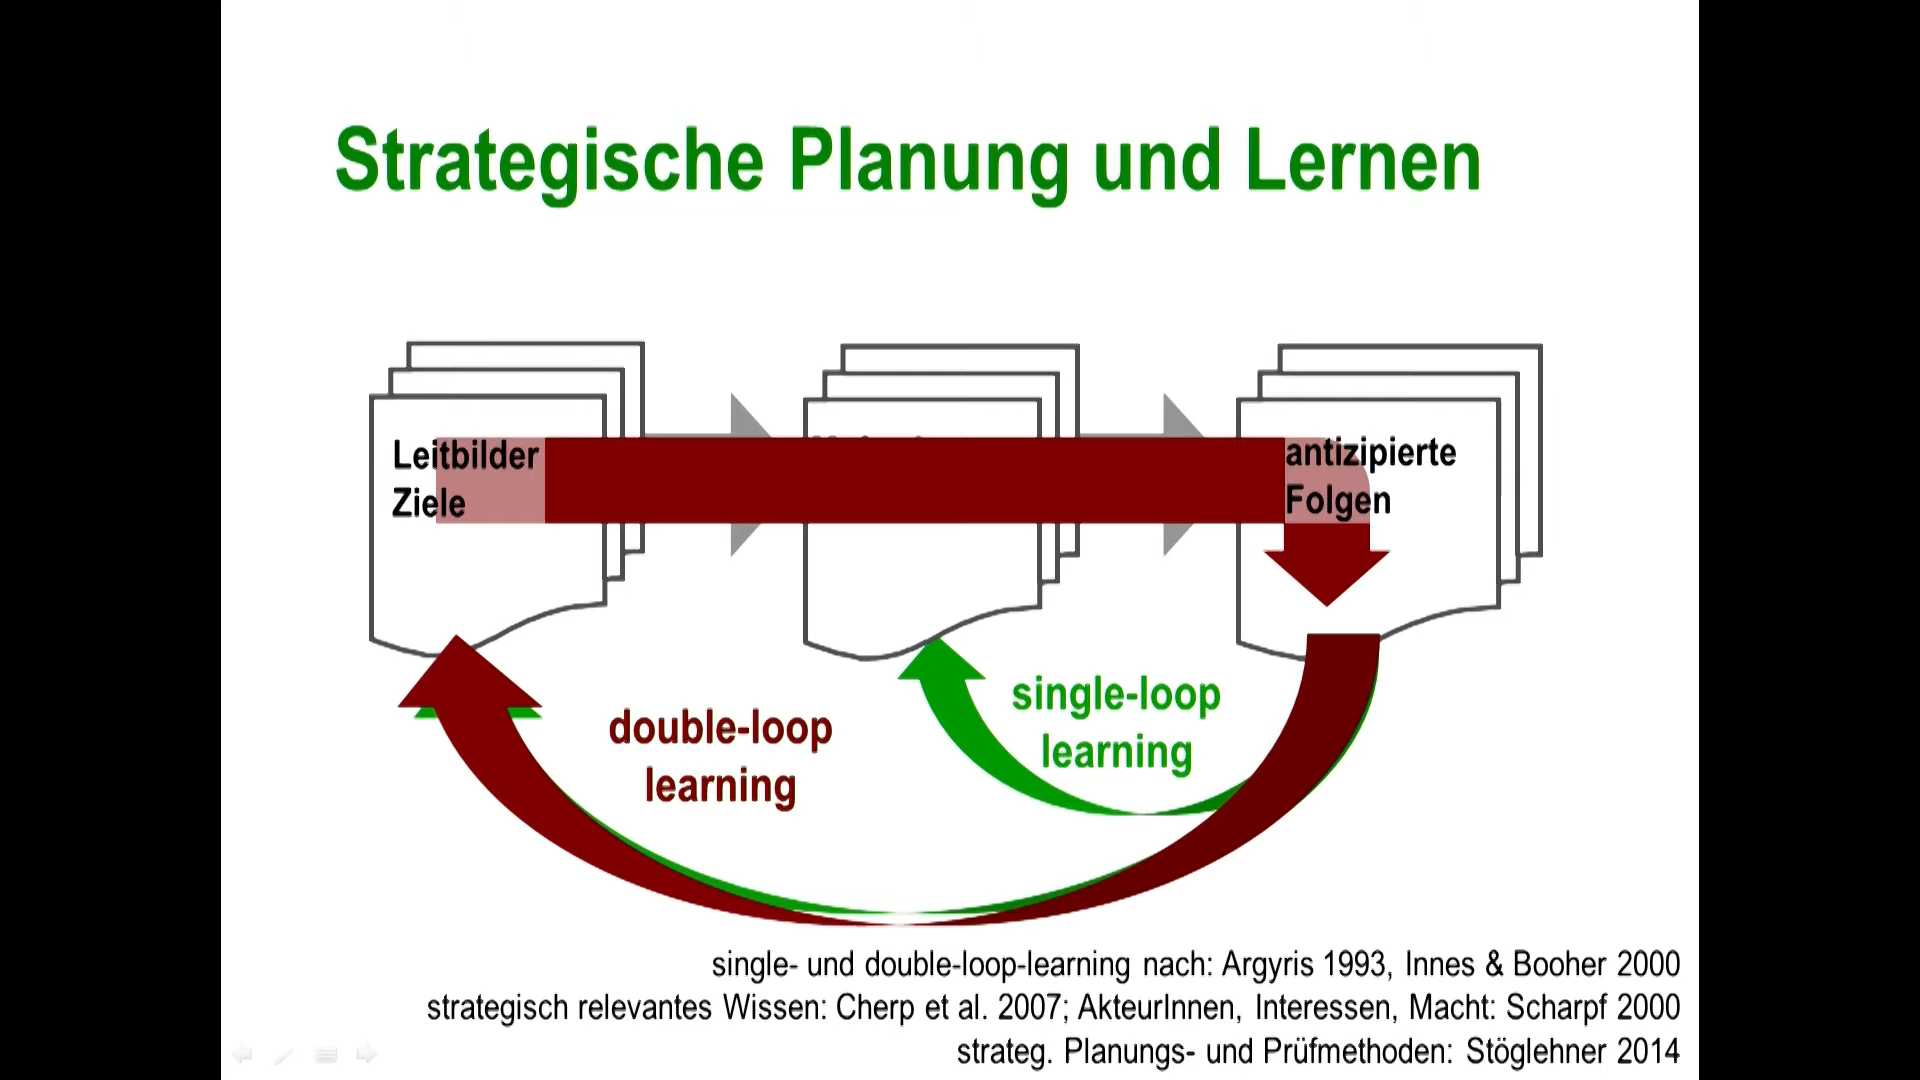 Strategische Planung und Lernen
Leitbilder
Ziele
antizipierte
Folgen
double-loop
learning
single-loop
learning
single- und double-loop-learning nach: Argyris 1993, Innes & Booher 2000
strategisch relevantes Wissen: Cherp et al. 2007; AkteurInnen, Interessen, Macht: Scharpf 2000
strateg. Planungs- und Prüfmethoden: Stöglehner 2014